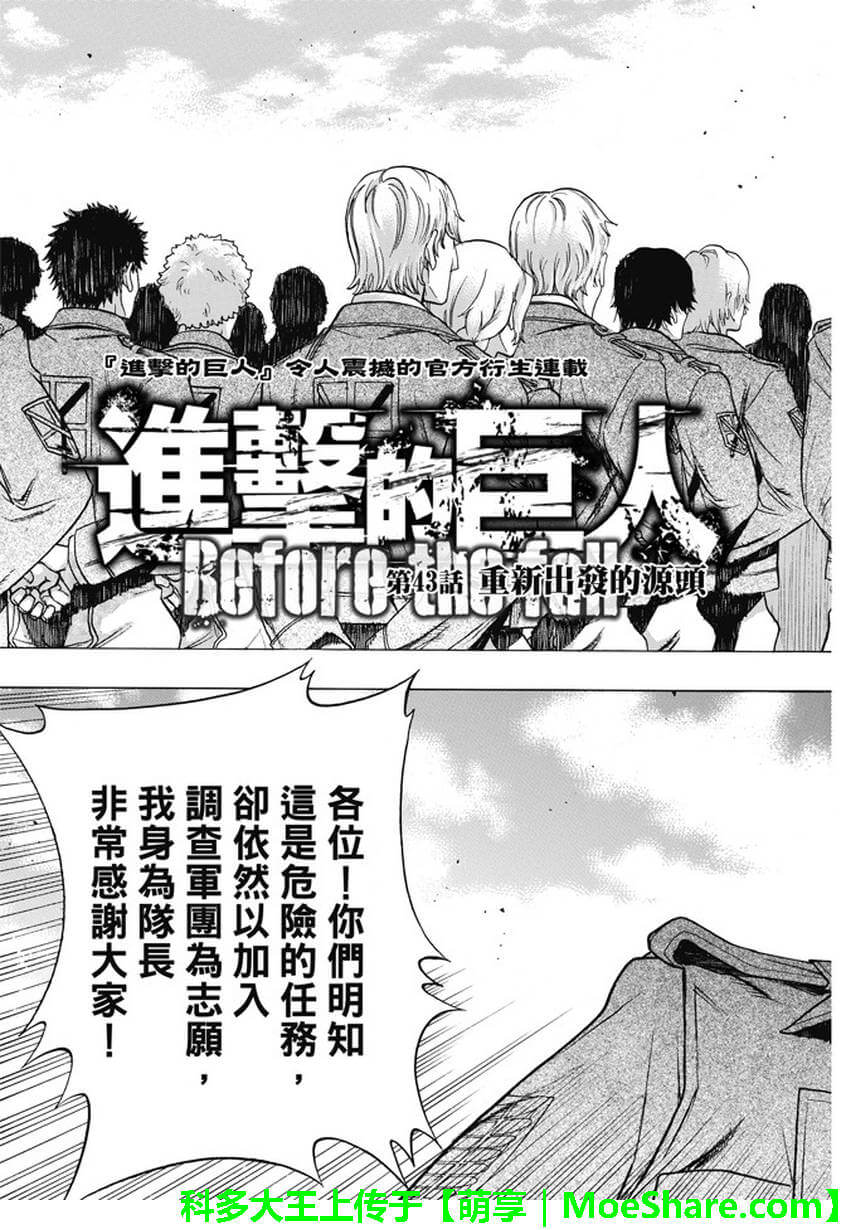 『進擊的巨人』令人震撼的官方衍生連載
進擊的巨人
Before the fall
第43話 重新出發的源頭
各位！你們明知
這是危險的任務，
卻依然以加入
調查軍團為志願，
我身為隊長
非常感謝大家！
科多大王上传于【萌享｜MoeShare.com】